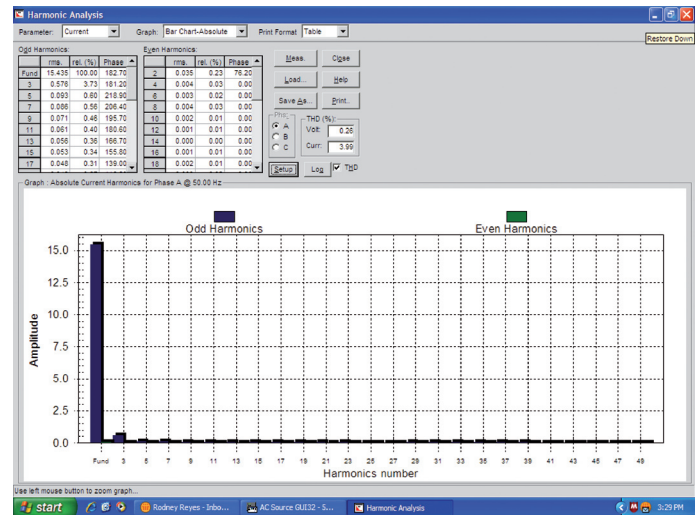 Harmonic Analysis
Parameter: Current Graph: Bar Chart-Absolute Print Format Table
Restore Down
Odd Harmonics: Even Harmonics:
rms. rel. (%) Phase rms. rel. (%) Phase
Fund 15.435 100.00 182.70 2 0.035 0.23 76.20
3 0.576 3.73 181.20 4 0.004 0.03 0.00
5 0.093 0.60 218.90 6 0.003 0.02 0.00
7 0.086 0.56 206.40 8 0.004 0.03 0.00
9 0.071 0.46 195.70 10 0.002 0.01 0.00
11 0.061 0.40 180.60 12 0.001 0.01 0.00
13 0.056 0.36 166.70 14 0.000 0.00 0.00
15 0.053 0.34 155.80 16 0.001 0.01 0.00
17 0.048 0.31 139.00 18 0.002 0.01 0.00
Meas. Close
Load... Help
Save As... Print..
Phs:
A
B
C
THD (%):
Volt: 0.26
Curr: 3.99
Setup Log THD
Graph : Absolute Current Harmonics for Phase A @ 50.00 Hz
Odd Harmonics Even Harmonics
Amplitude
15.0
12.5
10.0
7.5
5.0
2.5
0.0
Fund 3 5 7 9 11 13 15 17 19 21 23 25 27 29 31 33 35 37 39 41 43 45 47 49
Harmonics number
Use left mouse button to zoom graph...
start Rodney Reyes - Inbo... AC Source GUI32 - S... Harmonic Analysis 3:29 PM